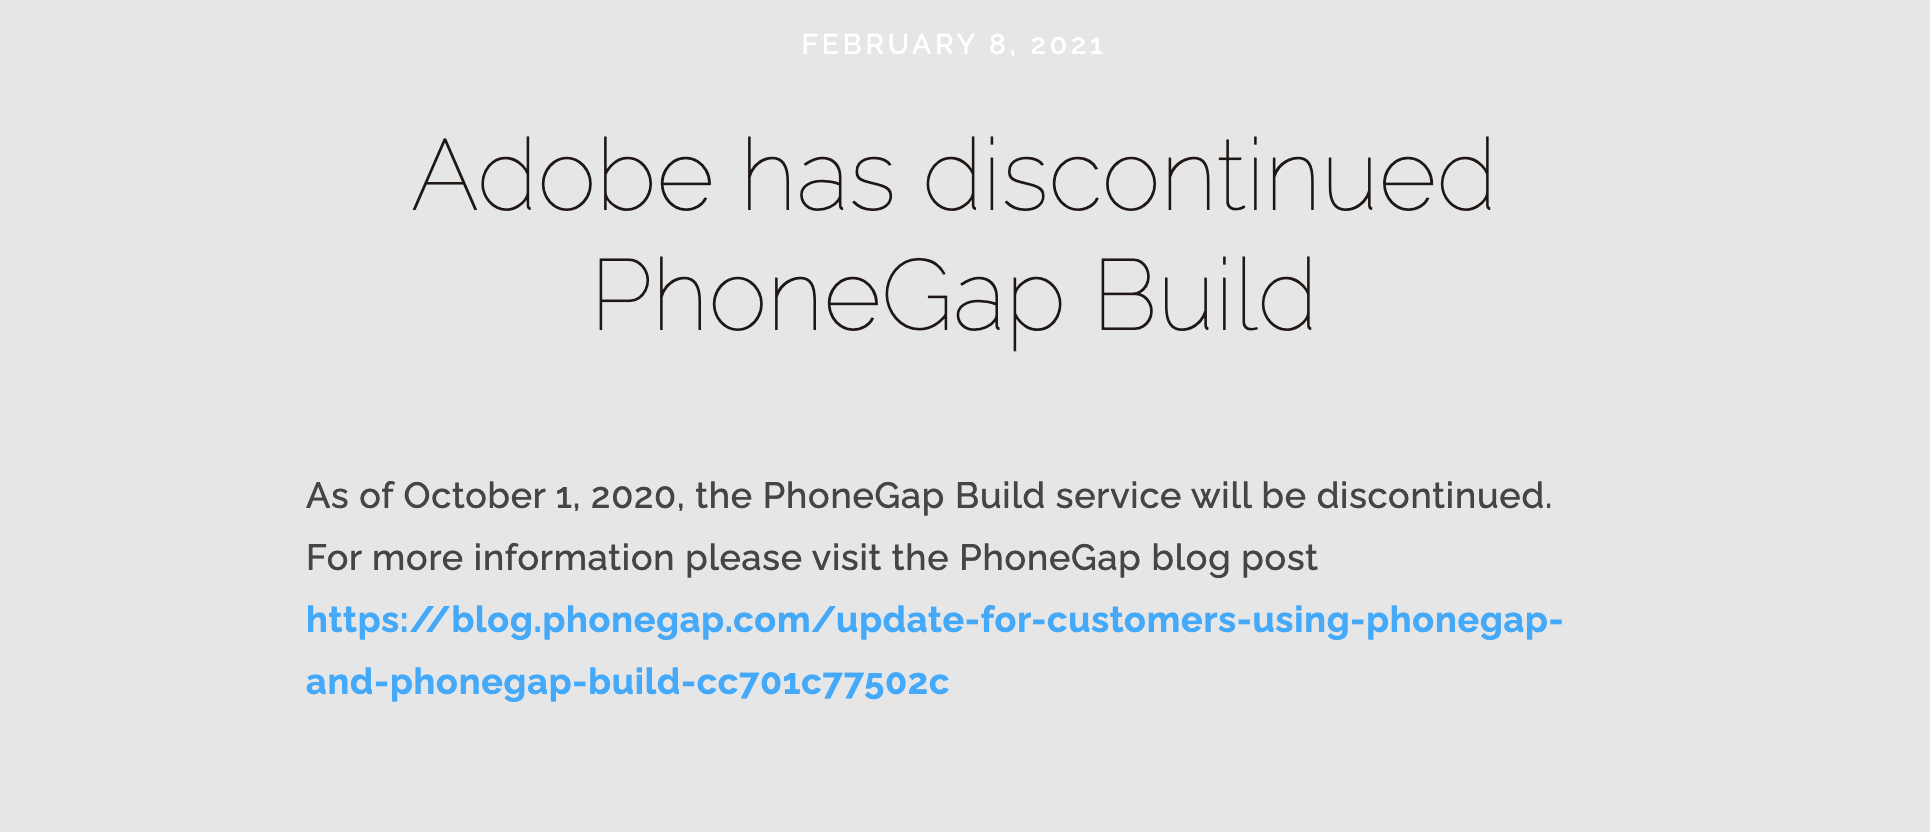 FEBRUARY 8, 2021
Adobe has discontinued
PhoneGap Build
As of October 1, 2020, the PhoneGap Build service will be discontinued.
For more information please visit the PhoneGap blog post
https://blog.phonegap.com/update-for-customers-using-phonegap-
and-phonegap-build-cc701c77502c